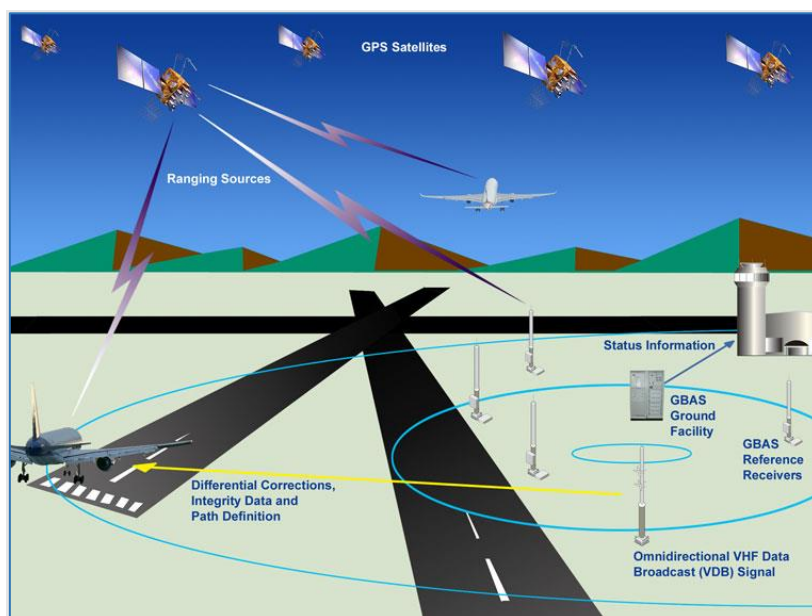 GPS Satellites
Ranging Sources
Status Information
GBAS
Ground
Facility
GBAS
Reference
Receivers
Differential Corrections,
Integrity Data and
Path Definition
Omnidirectional VHF Data
Broadcast (VDB) Signal